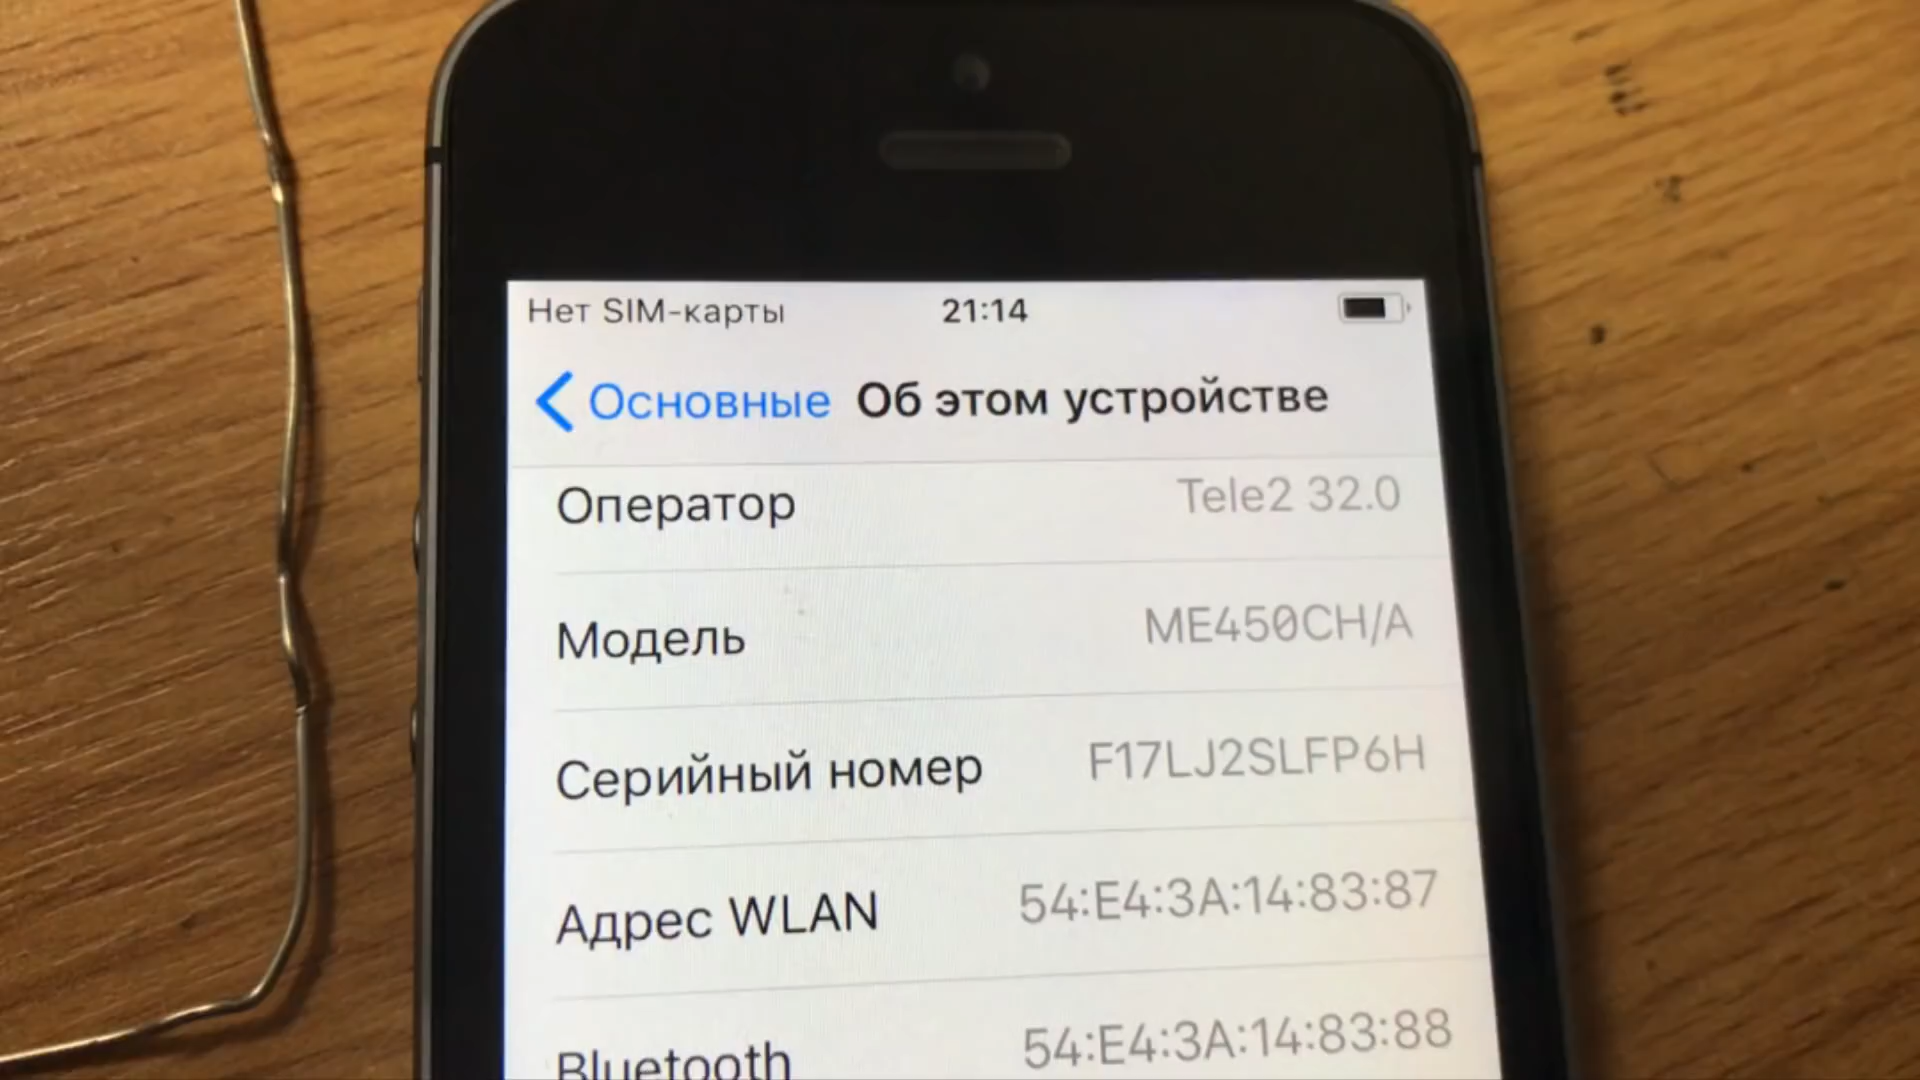 Нет SIM-карты 21:14
Основные Об этом устройстве
Оператор Tele2 32.0
Модель ME450CH/A
Серийный номер F17LJ2SLFP6H
Адрес WLAN 54:E4:3A:14:83:87
Bluetooth 54:E4:3A:14:83:88